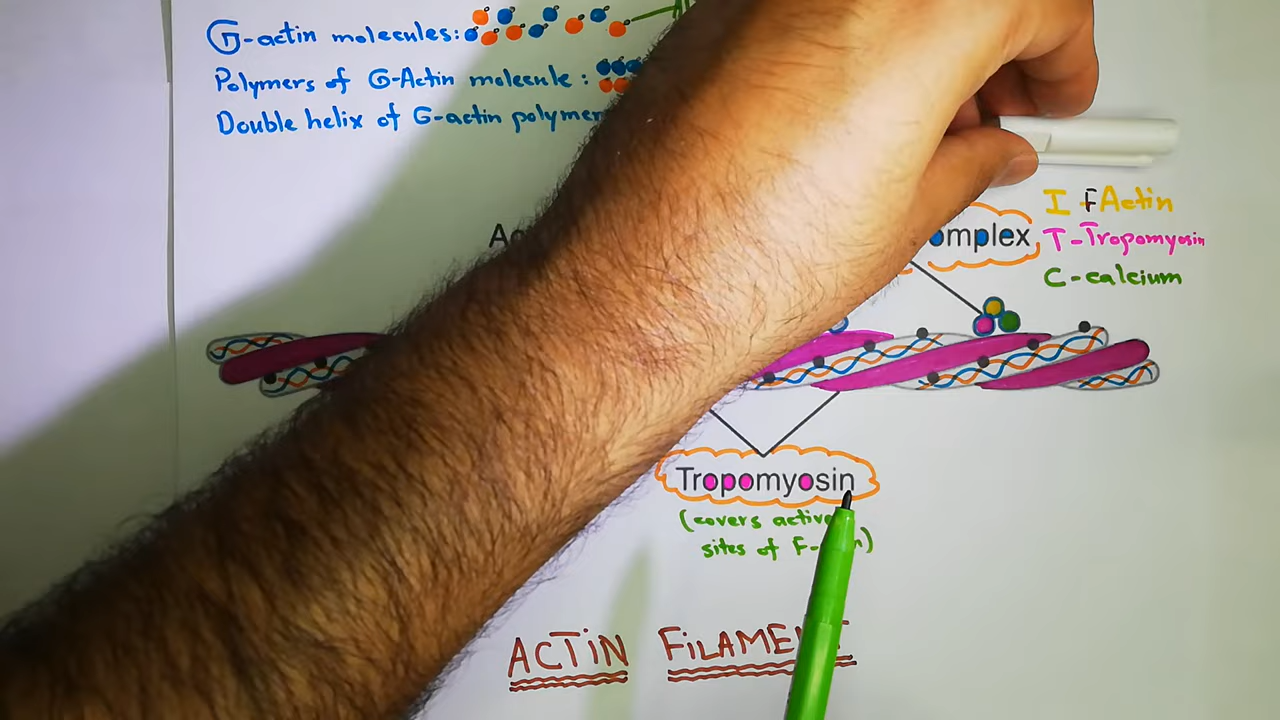 G-actin molecules:
Polymers of G-Actin molecule:
Double helix of G-actin polymer
I FActin
omplex T-Tropomyosin
C-calcium
Tropomyosin
(covers active
sites of F-
ACTiN FiLAMENT